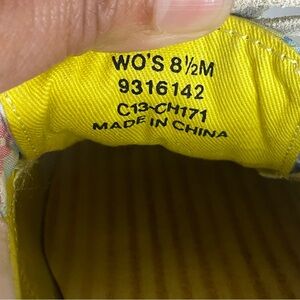 WO'S 8½M
9316142
C13-CH171
MADE IN CHINA